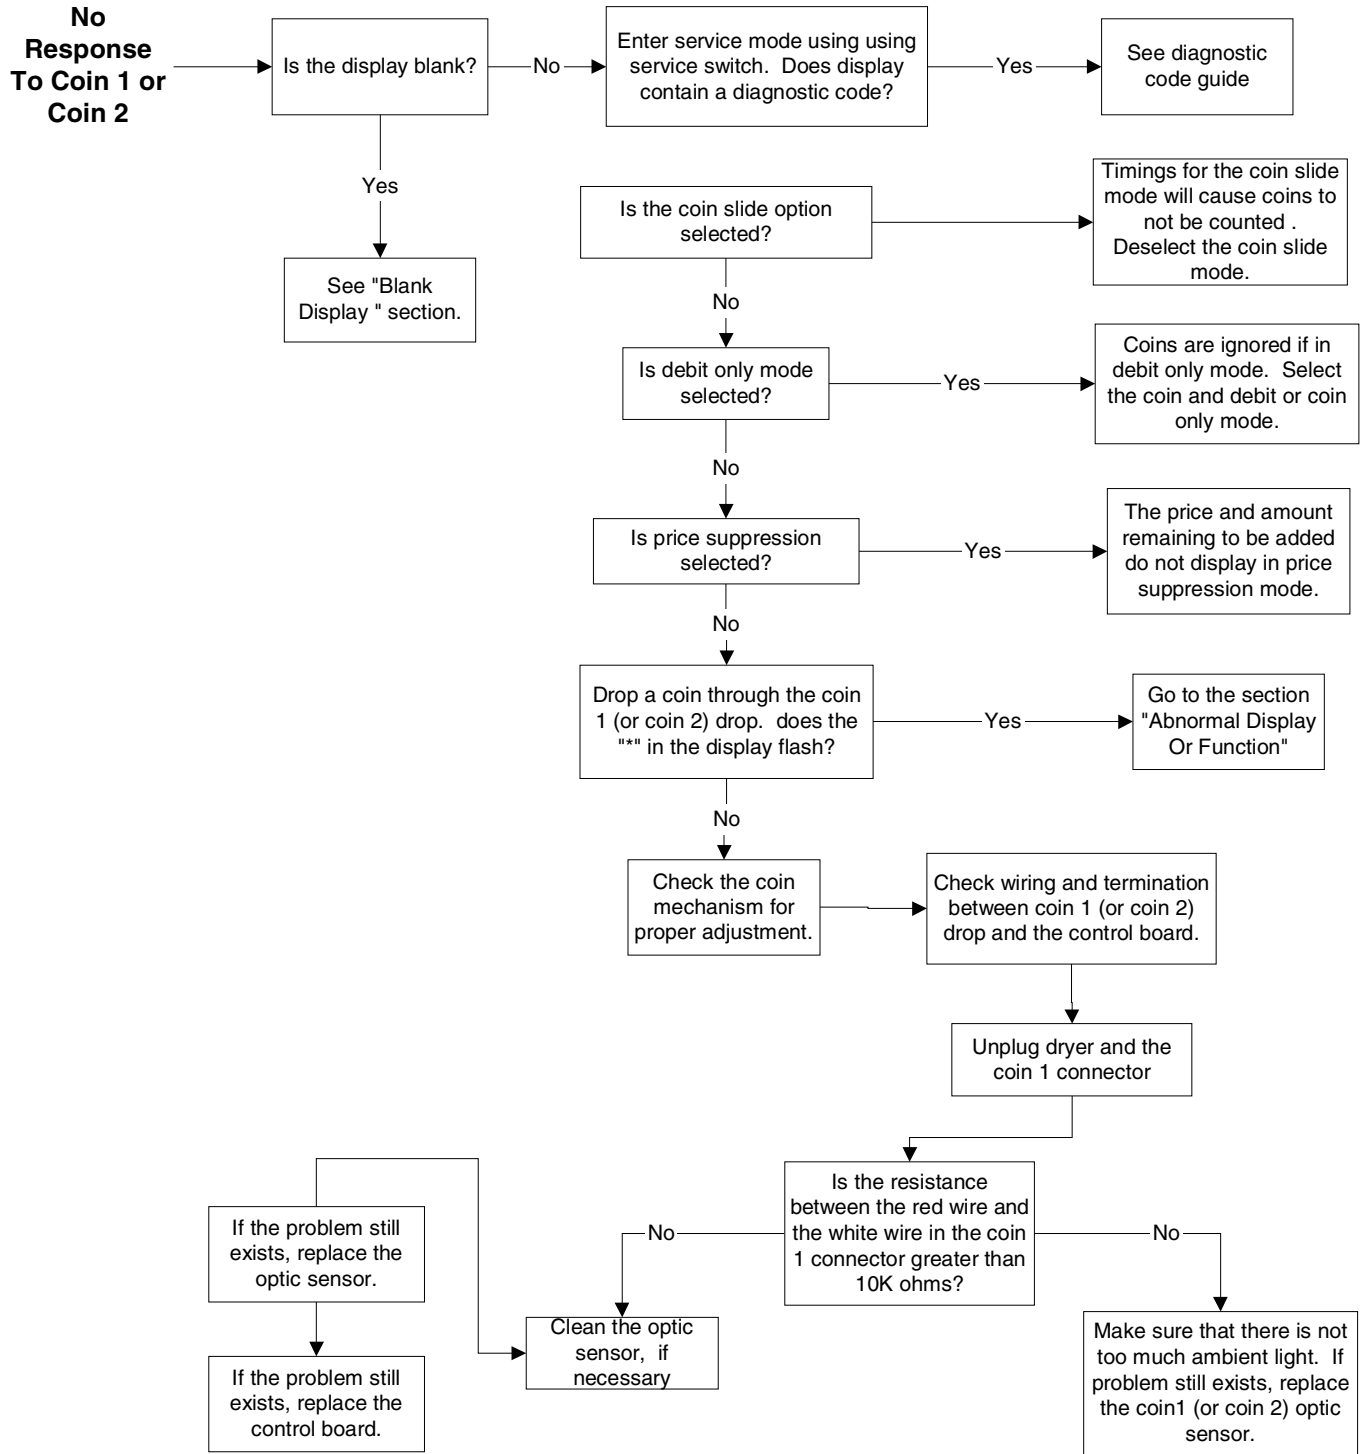 No
Response
To Coin 1 or
Coin 2
Is the display blank?
No
Enter service mode using using
service switch. Does display
contain a diagnostic code?
Yes
See diagnostic
code guide
Yes
See "Blank
Display " section.
Is the coin slide option
selected?
Timings for the coin slide
mode will cause coins to
not be counted .
Deselect the coin slide
mode.
No
Is debit only mode
selected?
Yes
Coins are ignored if in
debit only mode. Select
the coin and debit or coin
only mode.
No
Is price suppression
selected?
Yes
The price and amount
remaining to be added
do not display in price
suppression mode.
No
Drop a coin through the coin
1 (or coin 2) drop. does the
"*" in the display flash?
Yes
Go to the section
"Abnormal Display
Or Function"
No
Check the coin
mechanism for
proper adjustment.
Check wiring and termination
between coin 1 (or coin 2)
drop and the control board.
Unplug dryer and the
coin 1 connector
Is the resistance
between the red wire and
the white wire in the coin
1 connector greater than
10K ohms?
No
No
Clean the optic
sensor, if
necessary
If the problem still
exists, replace the
optic sensor.
If the problem still
exists, replace the
control board.
Make sure that there is not
too much ambient light. If
problem still exists, replace
the coin1 (or coin 2) optic
sensor.